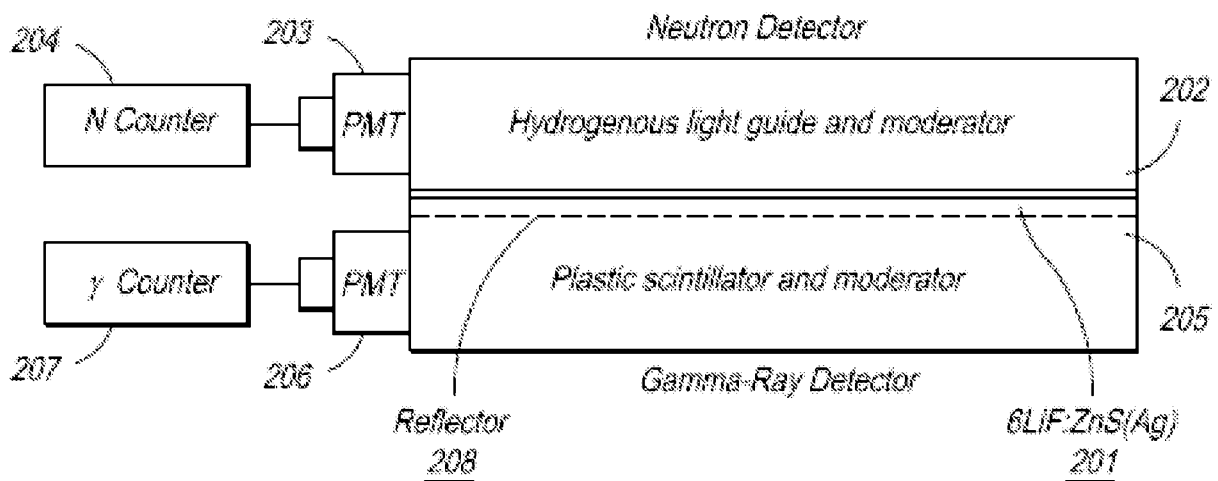 204
203
Neutron Detector
202
N Counter
PMT
Hydrogenous light guide and moderator
γ Counter
PMT
Plastic scintillator and moderator
205
207
206
Gamma-Ray Detector
Reflector
208
6LiF:ZnS(Ag)
201